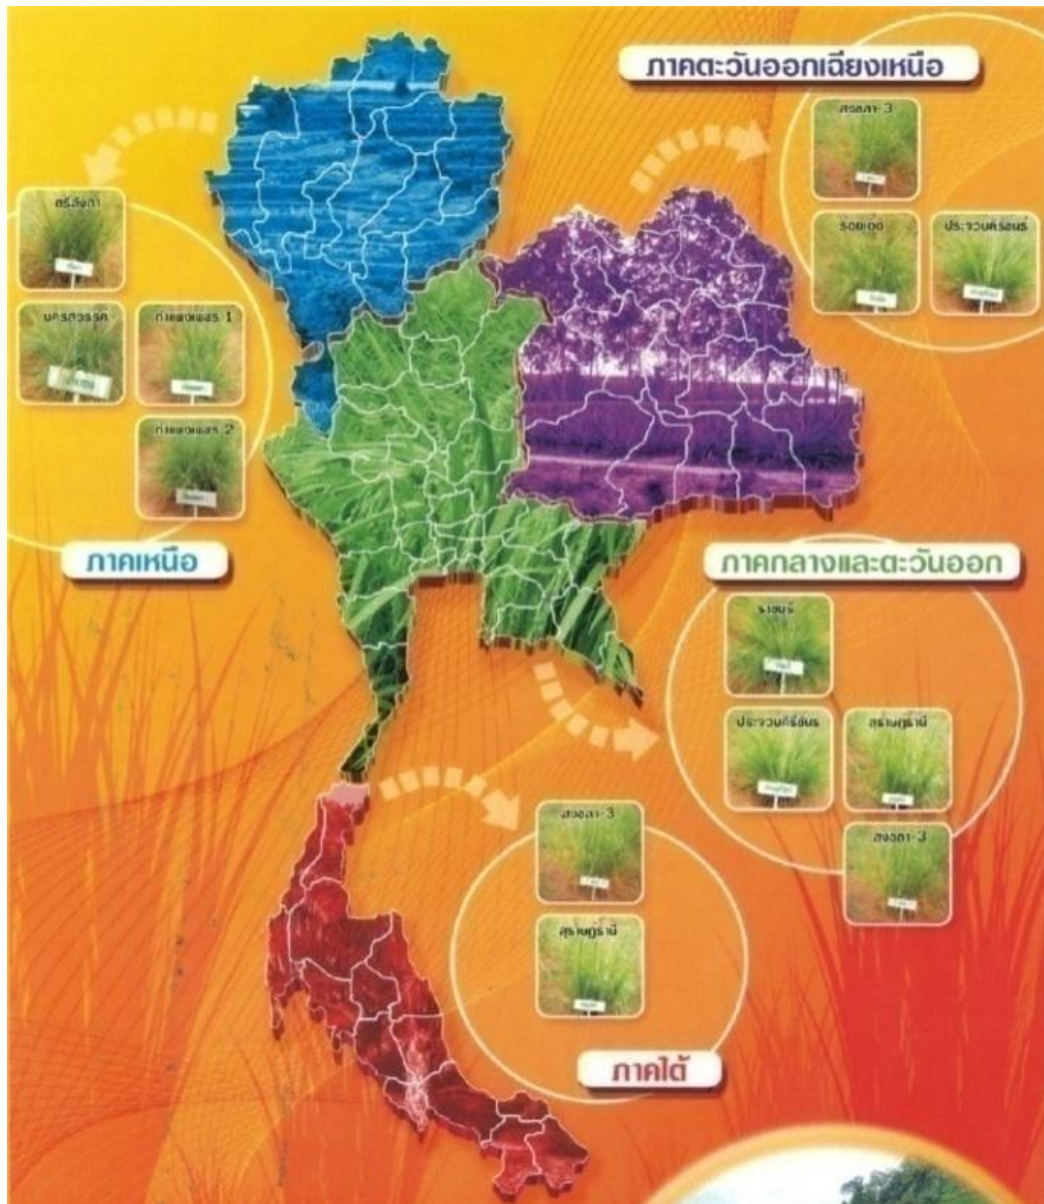 ภาคตะวันออกเฉียงเหนือ
สงขลา-3
ร้อยเอ็ด
ประจวบคีรีขันธ์
ศรีลังกา
นครสวรรค์
กำแพงเพชร 1
กำแพงเพชร 2
ภาคเหนือ
ภาคกลางและตะวันออก
ราชบุรี
ประจวบคีรีขันธ์
สุราษฎร์ธานี
สงขลา-3
สงขลา-3
สุราษฎร์ธานี
ภาคใต้